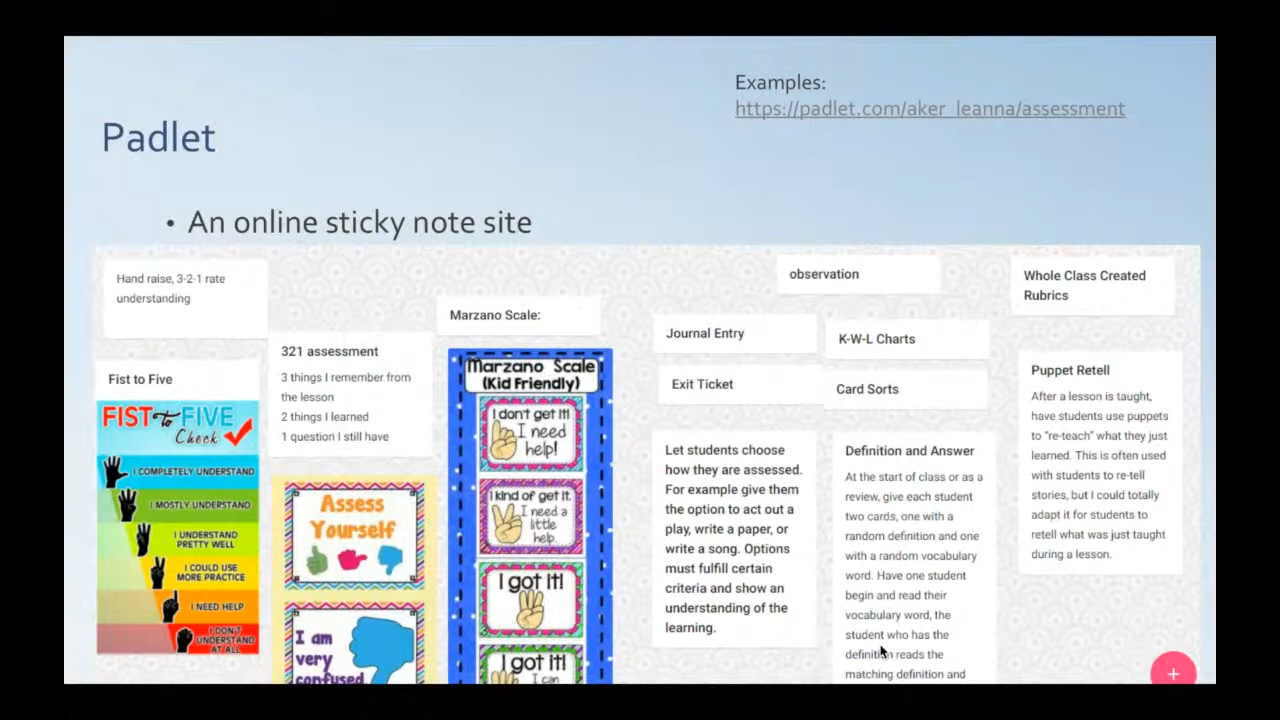 Examples:
https://padlet.com/aker_leanna/assessment
Padlet
• An online sticky note site
Hand raise, 3-2-1 rate
understanding
Fist to Five
FIST to FIVE
Check
I COMPLETELY UNDERSTAND
I MOSTLY UNDERSTAND
I UNDERSTAND
PRETTY WELL
I COULD USE
MORE PRACTICE
I NEED HELP
I DON'T
UNDERSTAND
AT ALL
321 assessment
3 things I remember from
the lesson
2 things I learned
1 question I still have
Assess
Yourself
I am
very
confused
Marzano Scale:
Marzano Scale
(Kid Friendly)
I don't get it!
I need
help!
I kind of get it.
I need a
little
help.
I got it!
I got it!
I can
Journal Entry
Exit Ticket
Let students choose
how they are assessed.
For example give them
the option to act out a
play, write a paper, or
write a song. Options
must fulfill certain
criteria and show an
understanding of the
learning.
observation
K-W-L Charts
Card Sorts
Definition and Answer
At the start of class or as a
review, give each student
two cards, one with a
random definition and one
with a random vocabulary
word. Have one student
begin and read their
vocabulary word, the
student who has the
definition reads the
matching definition and
Whole Class Created
Rubrics
Puppet Retell
After a lesson is taught,
have students use puppets
to "re-teach" what they just
learned. This is often used
with students to re-tell
stories, but I could totally
adapt it for students to
retell what was just taught
during a lesson.
+